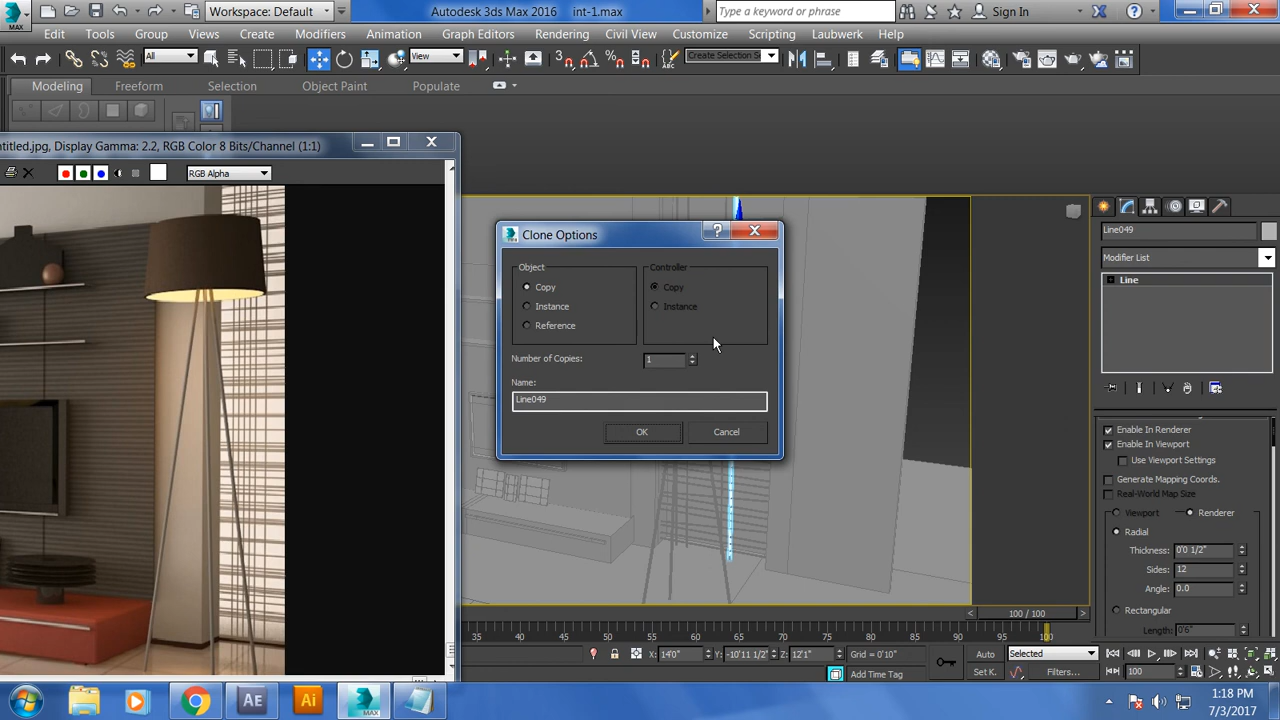 Workspace: Default
Autodesk 3ds Max 2016 int-1.max
Type a keyword or phrase
Sign In
MAX
Edit Tools Group Views Create Modifiers Animation Graph Editors Rendering Civil View Customize Scripting Laubwerk Help
All
View
Create Selection S
Modeling Freeform Selection Object Paint Populate
ntitled.jpg, Display Gamma: 2.2, RGB Color 8 Bits/Channel (1:1)
RGB Alpha
Clone Options
Object
Copy
Instance
Reference
Controller
Copy
Instance
Number of Copies: 1
Name:
Line049
OK Cancel
Line049
Modifier List
Line
Enable In Renderer
Enable In Viewport
Use Viewport Settings
Generate Mapping Coords.
Real-World Map Size
Viewport Renderer
Radial
Thickness: 0'0 1/2"
Sides: 12
Angle: 0.0
Rectangular
Length: 0'6"
100 / 100
35 40 45 50 55 60 65 70 75 80 85 90 95 100
X: 14'0" Y: -10'11 1/2" Z: 12'1" Grid = 0'10"
Add Time Tag
Auto Selected
Set K. Filters...
100
AE Ai MAX
1:18 PM
7/3/2017